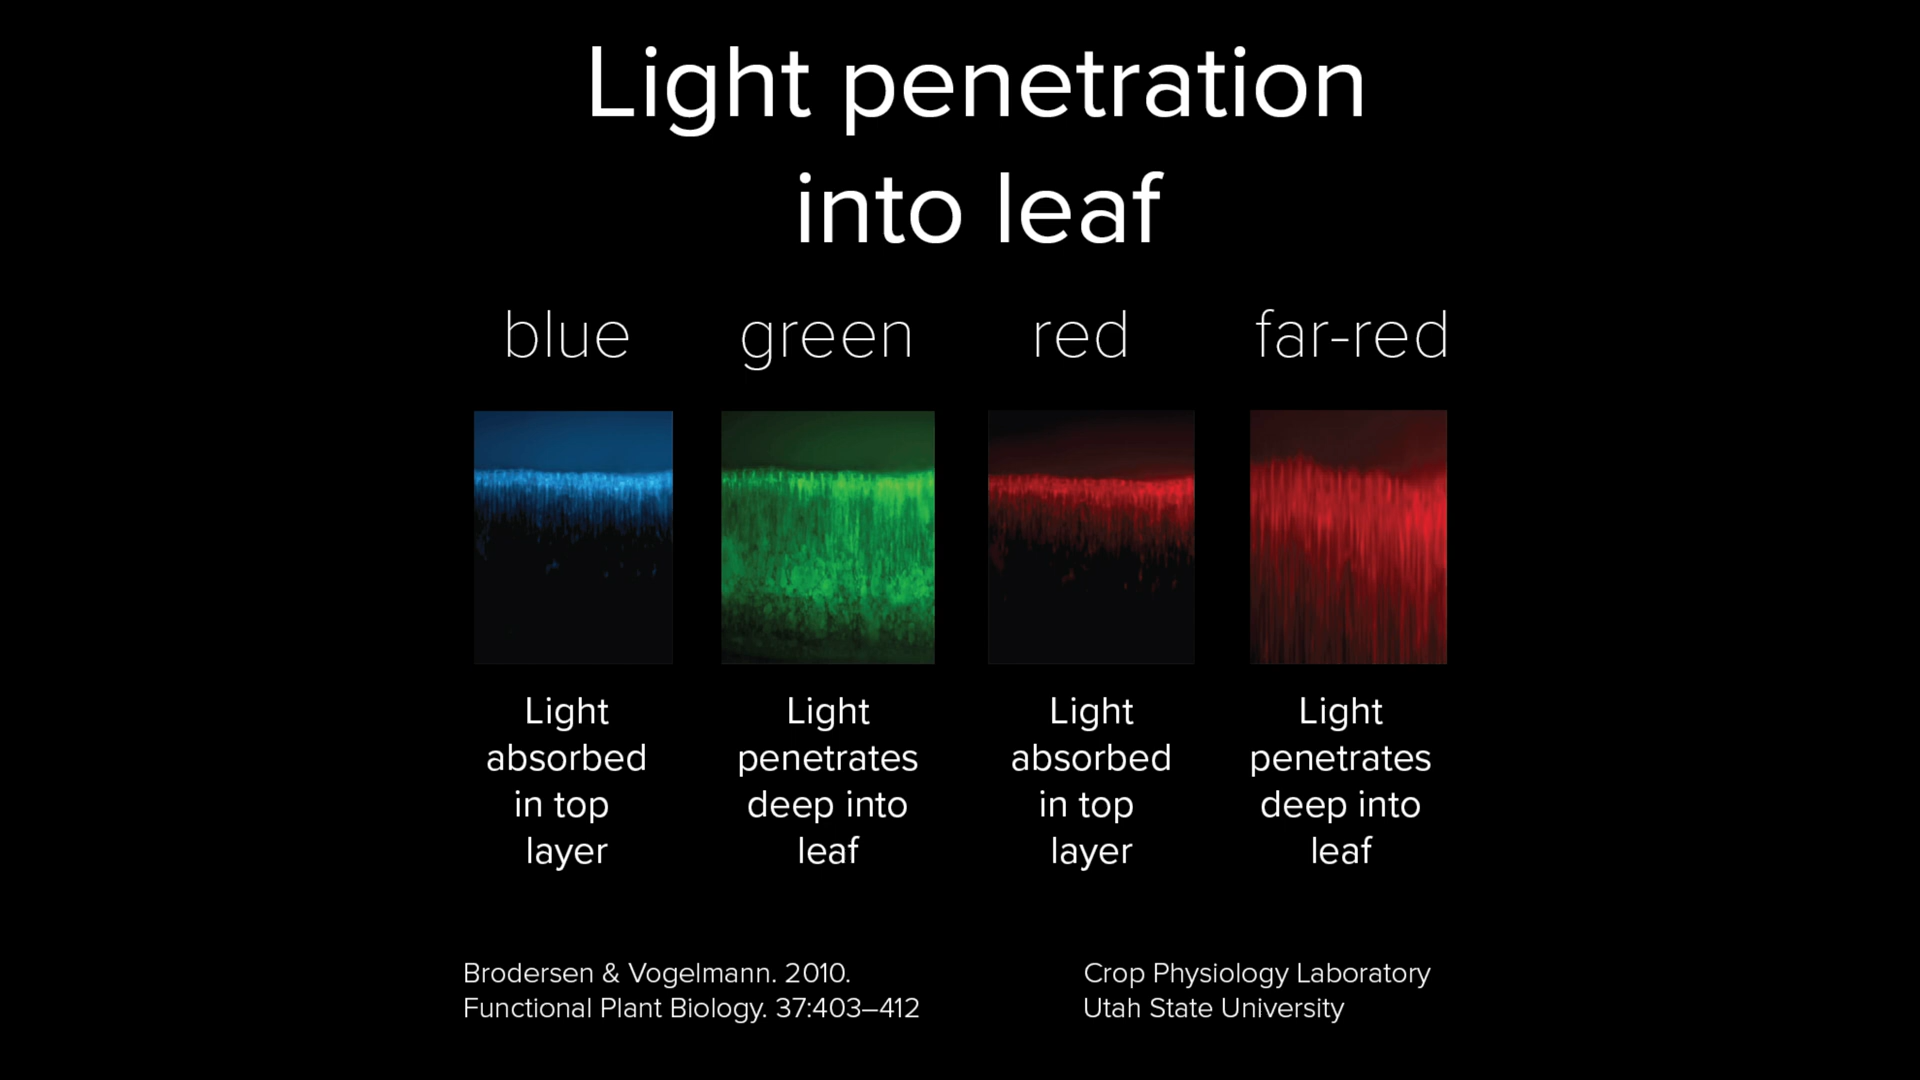 Light penetration
into leaf
blue
green
red
far-red
Light
absorbed
in top
layer
Light
penetrates
deep into
leaf
Light
absorbed
in top
layer
Light
penetrates
deep into
leaf
Brodersen & Vogelmann. 2010.
Functional Plant Biology. 37:403–412
Crop Physiology Laboratory
Utah State University